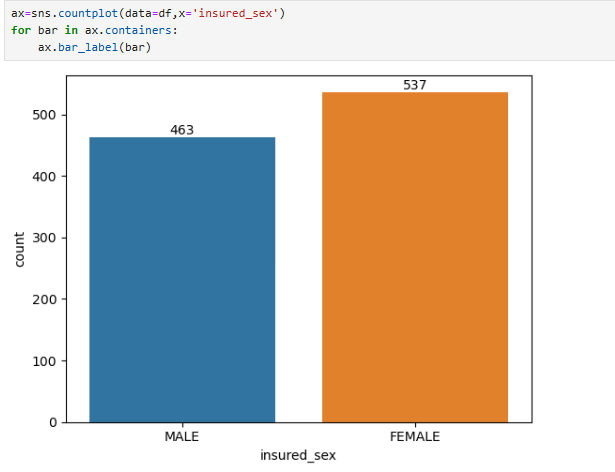 ax=sns.countplot(data=df,x='insured_sex')
for bar in ax.containers:
    ax.bar_label(bar)
537
500
463
400
300
200
100
0
count
MALE FEMALE
insured_sex